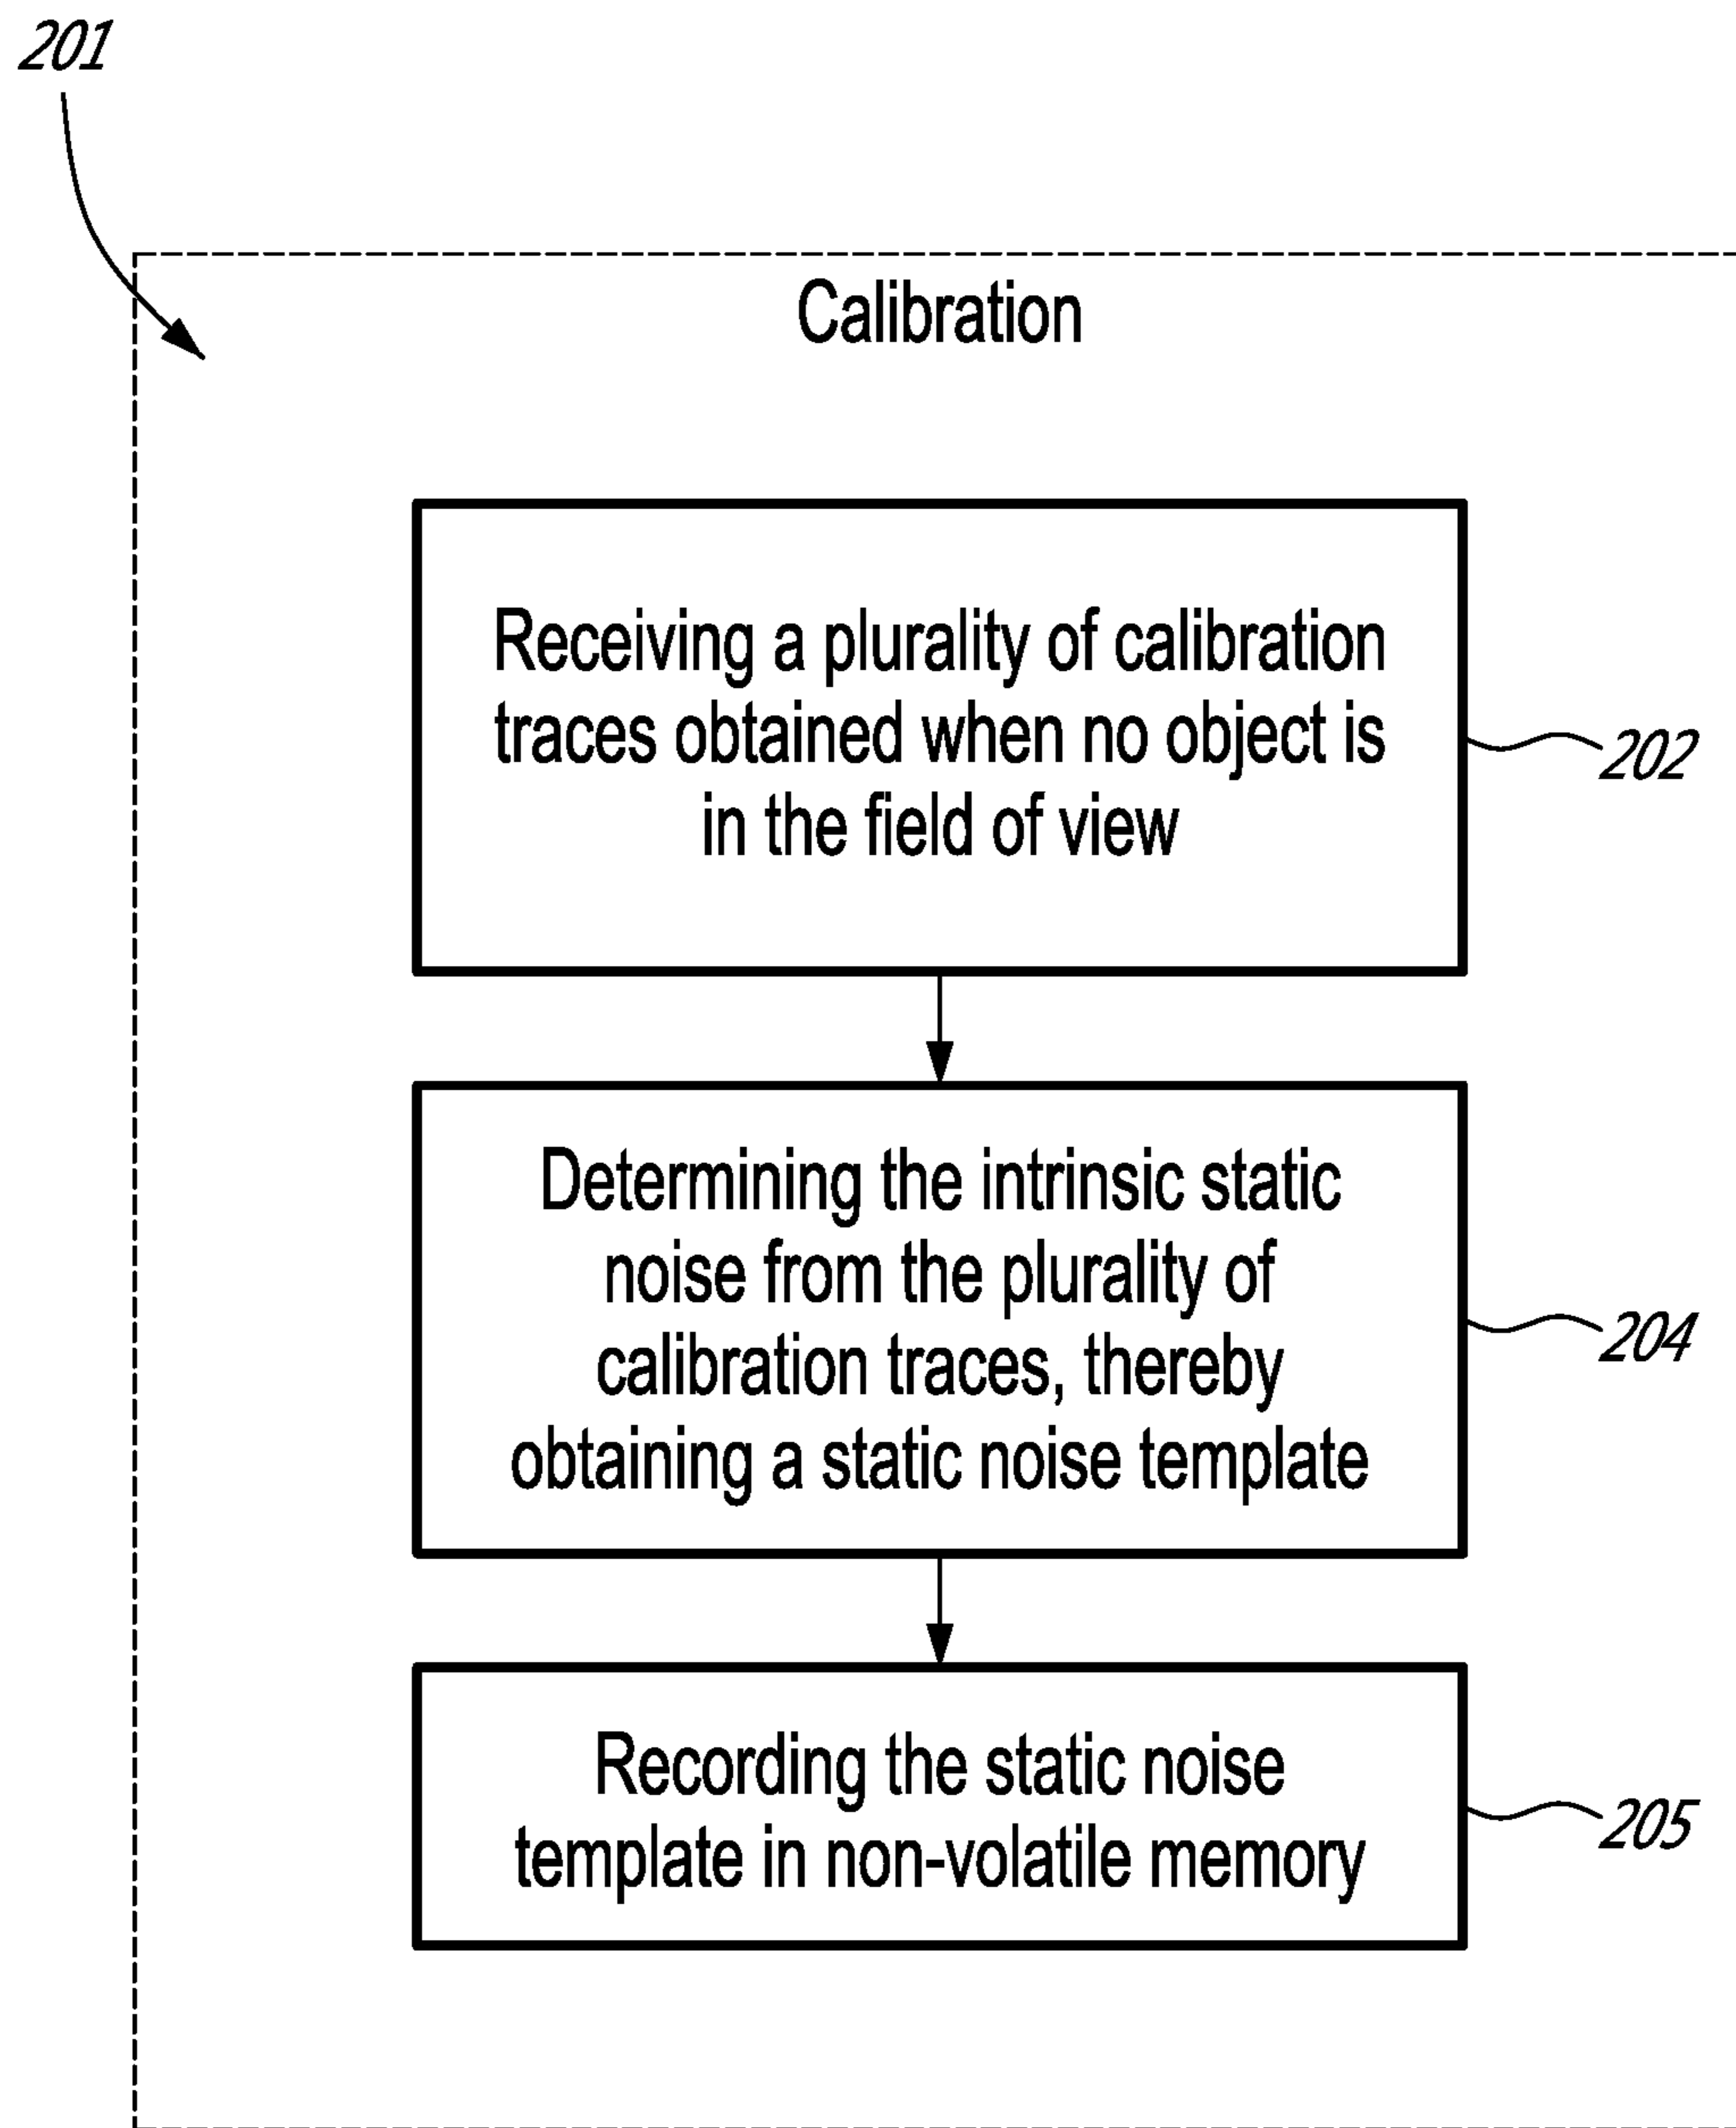 201
Calibration
Receiving a plurality of calibration
traces obtained when no object is
in the field of view
202
Determining the intrinsic static
noise from the plurality of
calibration traces, thereby
obtaining a static noise template
204
Recording the static noise
template in non-volatile memory
205